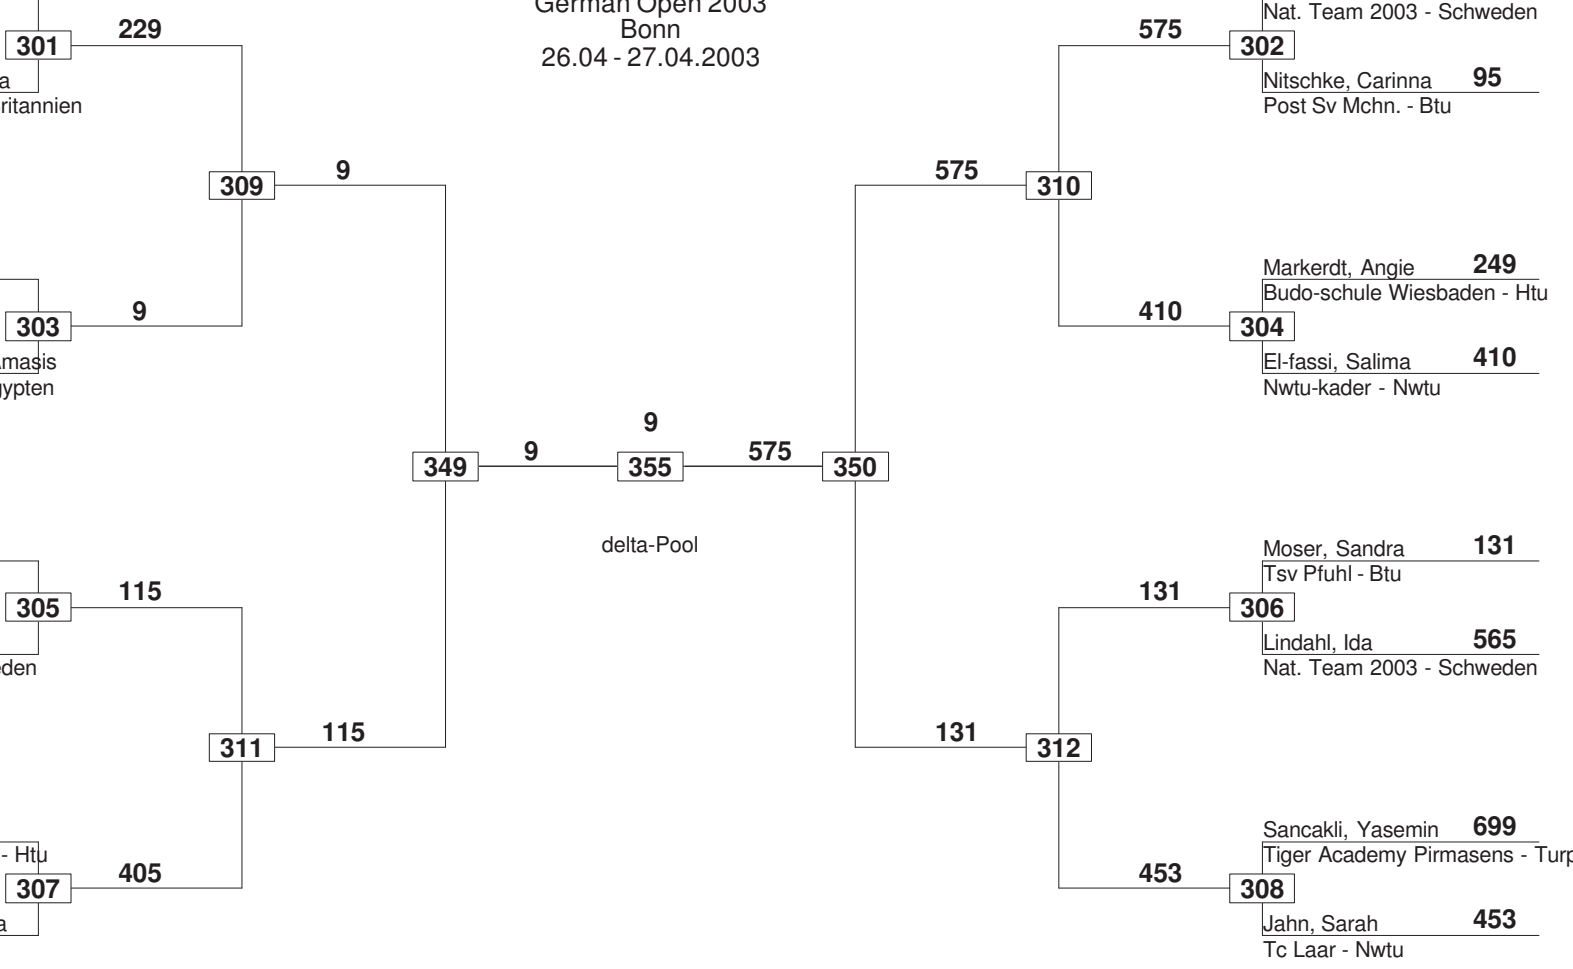 German Open 2003
Bonn
26.04 - 27.04.2003
301
229
a
ritannien
309
9
303
9
masis
ypten
349
9
9
355
575
350
delta-Pool
305
115
eden
311
115
- Htu
307
405
a
Nat. Team 2003 - Schweden
575
302
Nitschke, Carinna 95
Post Sv Mchn. - Btu
575
310
Markerdt, Angie 249
Budo-schule Wiesbaden - Htu
410
304
El-fassi, Salima 410
Nwtu-kader - Nwtu
Moser, Sandra 131
Tsv Pfuhl - Btu
131
306
Lindahl, Ida 565
Nat. Team 2003 - Schweden
131
312
Sancakli, Yasemin 699
Tiger Academy Pirmasens - Turp
453
308
Jahn, Sarah 453
Tc Laar - Nwtu